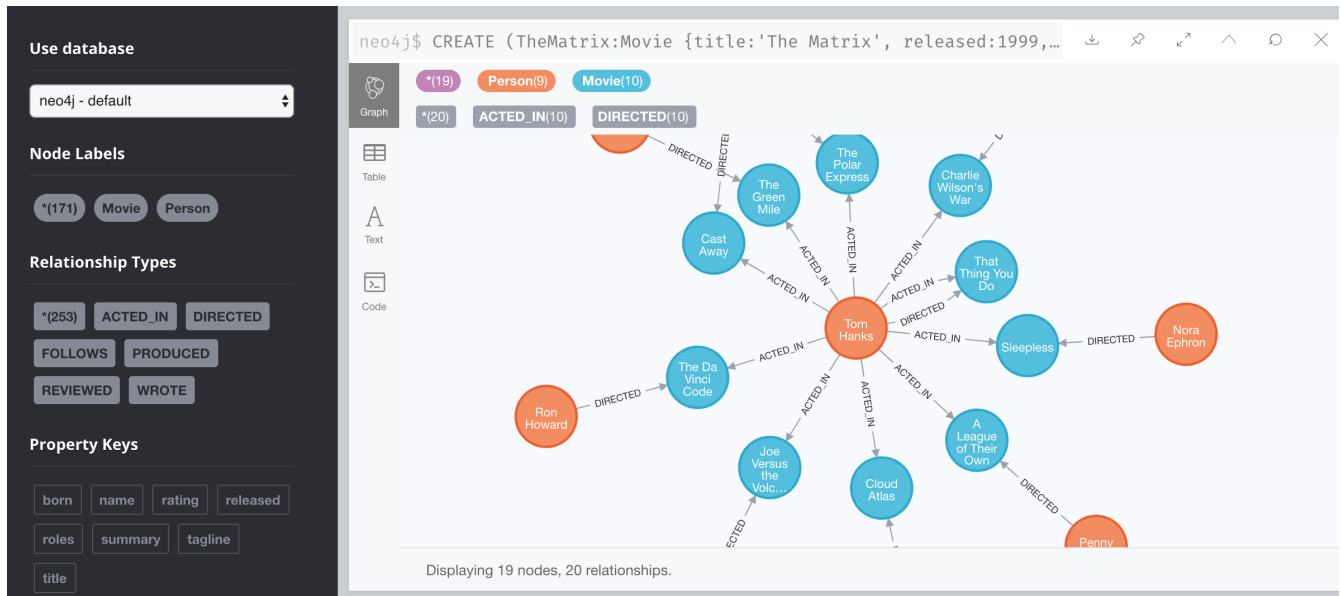 Use database
neo4j - default
Node Labels
*(171) Movie Person
Relationship Types
*(253) ACTED_IN DIRECTED
FOLLOWS PRODUCED
REVIEWED WROTE
Property Keys
born name rating released
roles summary tagline
title
neo4j$ CREATE (TheMatrix:Movie {title:'The Matrix', released:1999,…
Graph
Table
Text
Code
*(19) Person(9) Movie(10)
*(20) ACTED_IN(10) DIRECTED(10)
DIRECTED
The
Green
Mile
Cast
Away
The
Polar
Express
Charlie
Wilson's
War
That
Thing You
Do
ACTED_IN
ACTED_IN
ACTED_IN
ACTED_IN
ACTED_IN
DIRECTED
Tom
Hanks
ACTED_IN
Sleepless
DIRECTED
Nora
Ephron
ACTED_IN
The Da
Vinci
Code
DIRECTED
Ron
Howard
ACTED_IN
ACTED_IN
ACTED_IN
Joe
Versus
the
Volc…
Cloud
Atlas
A
League
of Their
Own
DIRECTED
Penny
Displaying 19 nodes, 20 relationships.